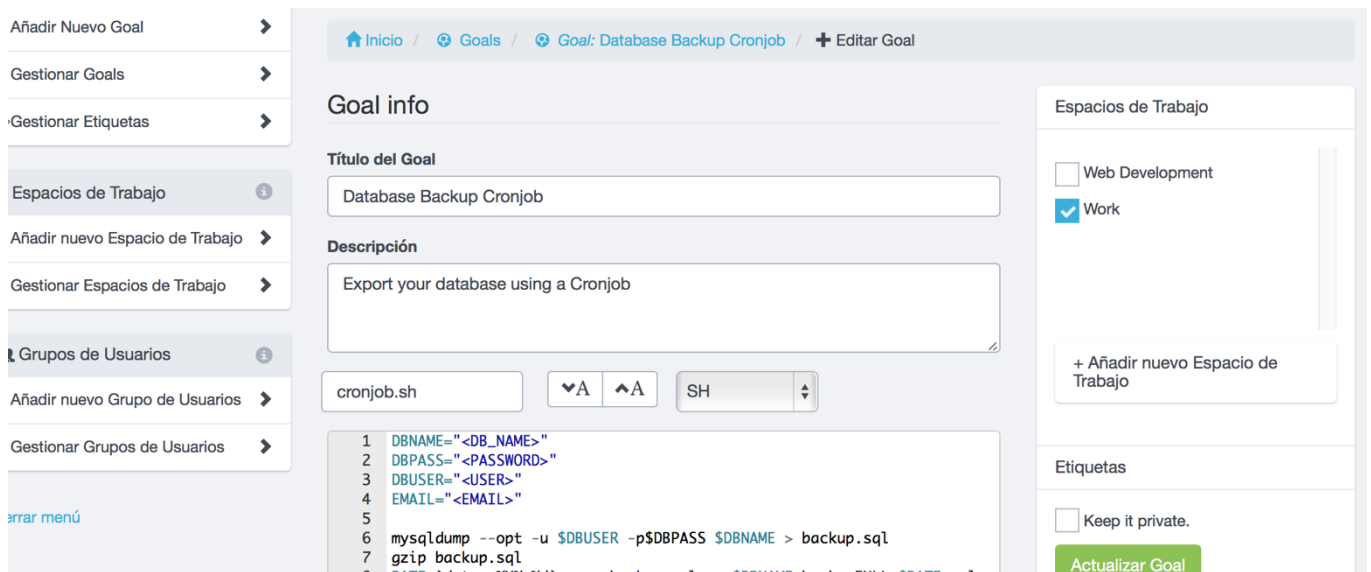 Añadir Nuevo Goal
Gestionar Goals
Gestionar Etiquetas
Espacios de Trabajo
Añadir nuevo Espacio de Trabajo
Gestionar Espacios de Trabajo
Grupos de Usuarios
Añadir nuevo Grupo de Usuarios
Gestionar Grupos de Usuarios
errar menú
Inicio / Goals / Goal: Database Backup Cronjob / Editar Goal
Goal info
Título del Goal
Database Backup Cronjob
Descripción
Export your database using a Cronjob
cronjob.sh
A
A
SH
1 DBNAME="<DB_NAME>"
2 DBPASS="<PASSWORD>"
3 DBUSER="<USER>"
4 EMAIL="<EMAIL>"
5
6 mysqldump --opt -u $DBUSER -p$DBPASS $DBNAME > backup.sql
7 gzip backup.sql
Espacios de Trabajo
Web Development
Work
+ Añadir nuevo Espacio de
Trabajo
Etiquetas
Keep it private.
Actualizar Goal